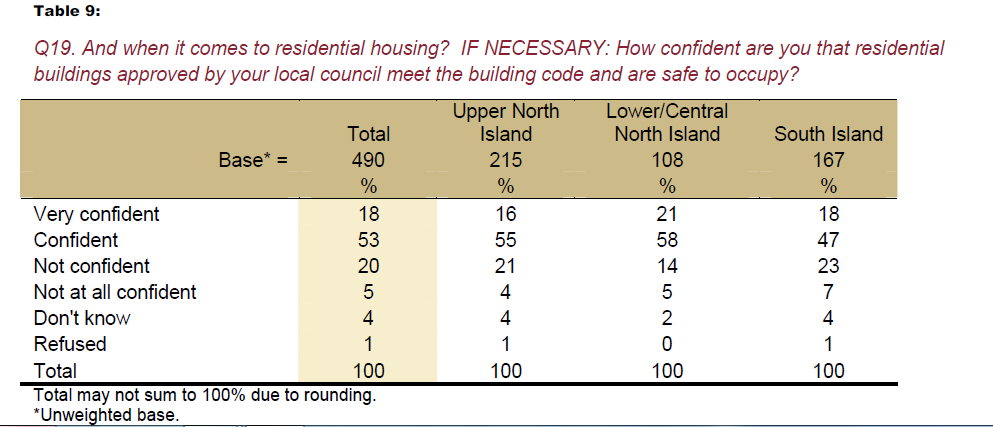 Table 9:
Q19. And when it comes to residential housing?  IF NECESSARY: How confident are you that residential
buildings approved by your local council meet the building code and are safe to occupy?
Upper North Lower/Central
Total Island North Island South Island
Base* = 490 215 108 167
% % % %
Very confident 18 16 21 18
Confident 53 55 58 47
Not confident 20 21 14 23
Not at all confident 5 4 5 7
Don't know 4 4 2 4
Refused 1 1 0 1
Total 100 100 100 100
Total may not sum to 100% due to rounding.
*Unweighted base.